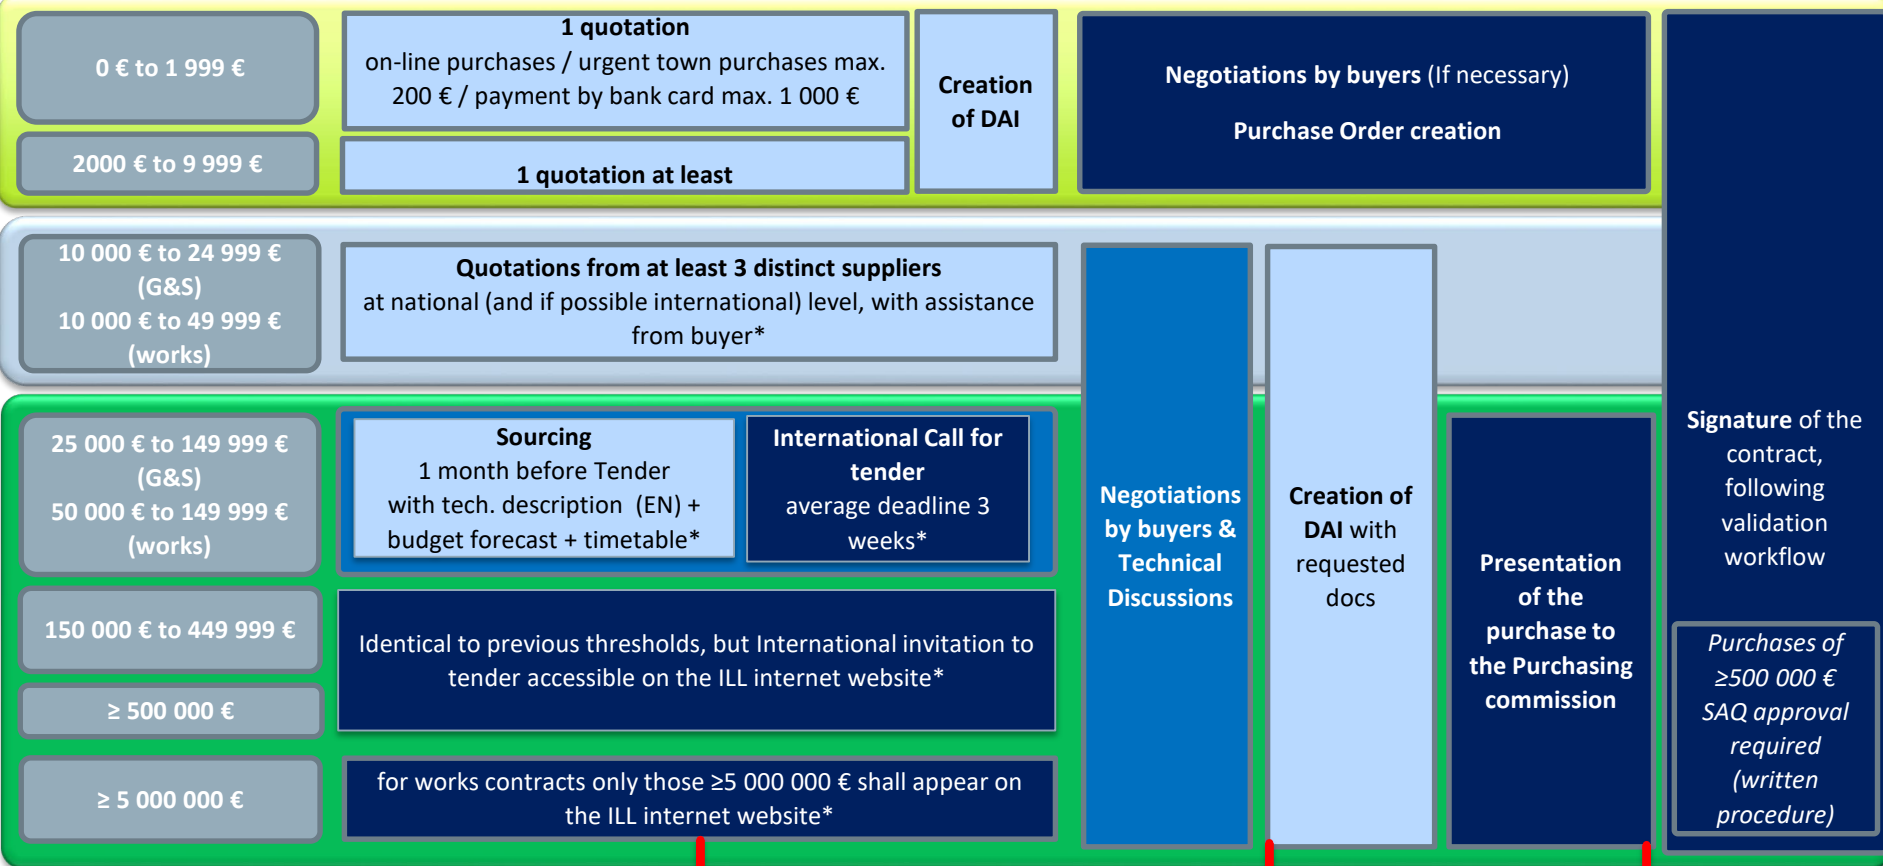 0 € to 1 999 €
1 quotation
on-line purchases / urgent town purchases max.
200 € / payment by bank card max. 1 000 €
2000 € to 9 999 €
1 quotation at least
Creation
of DAI
Negotiations by buyers (If necessary)
Purchase Order creation
10 000 € to 24 999 €
(G&S)
10 000 € to 49 999 €
(works)
Quotations from at least 3 distinct suppliers
at national (and if possible international) level, with assistance
from buyer*
25 000 € to 149 999 €
(G&S)
50 000 € to 149 999 €
(works)
Sourcing
1 month before Tender
with tech. description (EN) +
budget forecast + timetable*
International Call for
tender
average deadline 3
weeks*
150 000 € to 449 999 €
≥ 500 000 €
Identical to previous thresholds, but International invitation to
tender accessible on the ILL internet website*
≥ 5 000 000 €
for works contracts only those ≥5 000 000 € shall appear on
the ILL internet website*
Negotiations
by buyers &
Technical
Discussions
Creation of
DAI with
requested
docs
Presentation
of the
purchase to
the Purchasing
commission
Signature of the
contract,
following
validation
workflow
Purchases of
≥500 000 €
SAQ approval
required
(written
procedure)